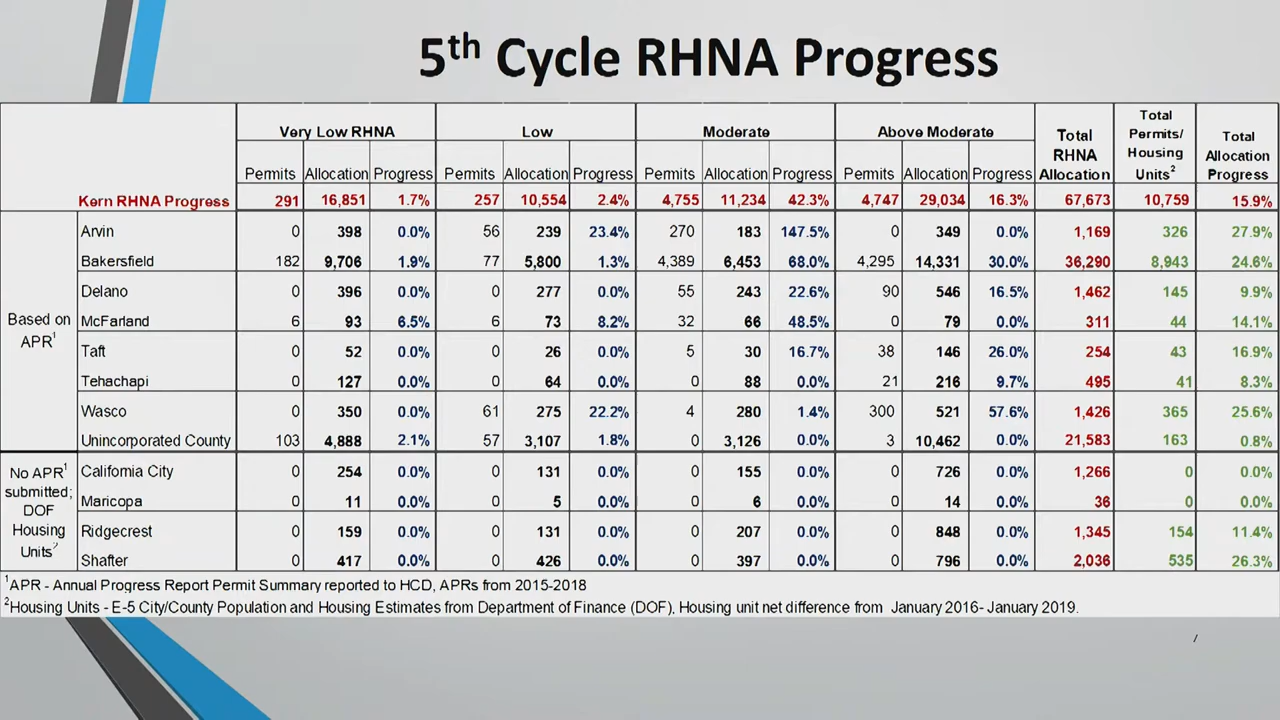 5th Cycle RHNA Progress
Very Low RHNA Low Moderate Above Moderate Total RHNA Allocation Total Permits/ Housing Units2 Total Allocation Progress
Permits Allocation Progress Permits Allocation Progress Permits Allocation Progress Permits Allocation Progress
Kern RHNA Progress 291 16,851 1.7% 257 10,554 2.4% 4,755 11,234 42.3% 4,747 29,034 16.3% 67,673 10,759 15.9%
Based on APR1
Arvin 0 398 0.0% 56 239 23.4% 270 183 147.5% 0 349 0.0% 1,169 326 27.9%
Bakersfield 182 9,706 1.9% 77 5,800 1.3% 4,389 6,453 68.0% 4,295 14,331 30.0% 36,290 8,943 24.6%
Delano 0 396 0.0% 0 277 0.0% 55 243 22.6% 90 546 16.5% 1,462 145 9.9%
McFarland 6 93 6.5% 6 73 8.2% 32 66 48.5% 0 79 0.0% 311 44 14.1%
Taft 0 52 0.0% 0 26 0.0% 5 30 16.7% 38 146 26.0% 254 43 16.9%
Tehachapi 0 127 0.0% 0 64 0.0% 0 88 0.0% 21 216 9.7% 495 41 8.3%
Wasco 0 350 0.0% 61 275 22.2% 4 280 1.4% 300 521 57.6% 1,426 365 25.6%
Unincorporated County 103 4,888 2.1% 57 3,107 1.8% 0 3,126 0.0% 3 10,462 0.0% 21,583 163 0.8%
No APR1 submitted; DOF Housing Units2
California City 0 254 0.0% 0 131 0.0% 0 155 0.0% 0 726 0.0% 1,266 0 0.0%
Maricopa 0 11 0.0% 0 5 0.0% 0 6 0.0% 0 14 0.0% 36 0 0.0%
Ridgecrest 0 159 0.0% 0 131 0.0% 0 207 0.0% 0 848 0.0% 1,345 154 11.4%
Shafter 0 417 0.0% 0 426 0.0% 0 397 0.0% 0 796 0.0% 2,036 535 26.3%
1APR - Annual Progress Report Permit Summary reported to HCD, APRs from 2015-2018
2Housing Units - E-5 City/County Population and Housing Estimates from Department of Finance (DOF), Housing unit net difference from January 2016- January 2019.